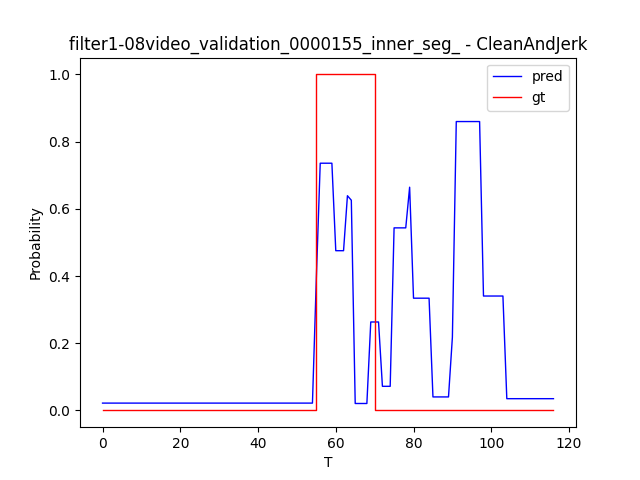 filter1-08video_validation_0000155_inner_seg_ - CleanAndJerk
pred
gt
Probability
1.0
0.8
0.6
0.4
0.2
0.0
0 20 40 60 80 100 120
T